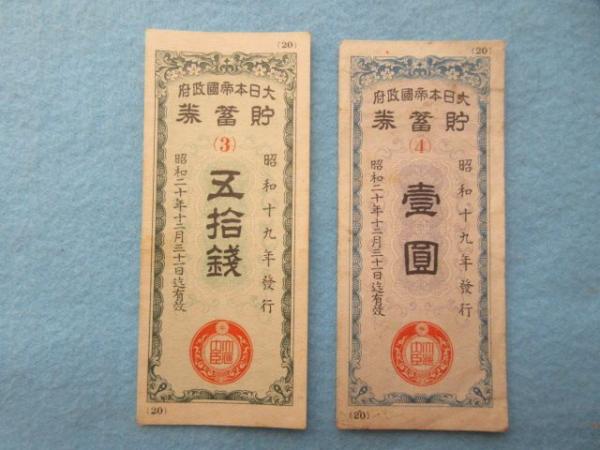 (20)
大日本帝國政府
貯蓄券
(3)
昭和十九年發行
五拾錢
昭和二十年十二月三十一日迄有效
(20)
(20)
大日本帝國政府
貯蓄券
(4)
昭和十九年發行
壹圓
昭和二十年十二月三十一日迄有效
(20)